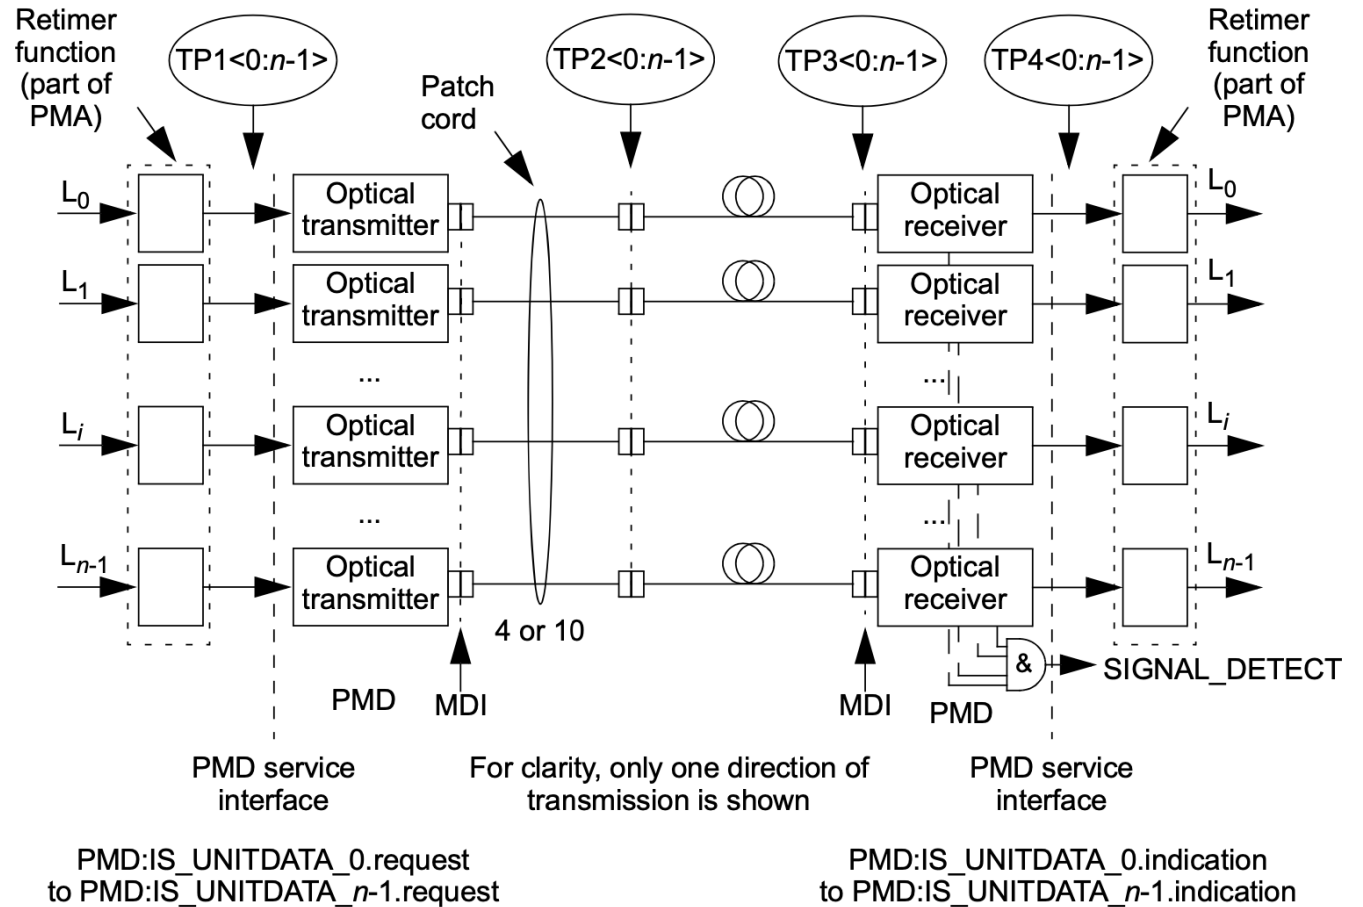 Retimer
function
(part of
PMA)
TP1<0:n-1>
Patch
cord
TP2<0:n-1>
TP3<0:n-1>
TP4<0:n-1>
Retimer
function
(part of
PMA)
L0
Optical
transmitter
Optical
receiver
L0
L1
Optical
transmitter
Optical
receiver
L1
...
...
Li
Optical
transmitter
Optical
receiver
Li
...
...
Ln-1
Optical
transmitter
Optical
receiver
Ln-1
4 or 10
&
SIGNAL_DETECT
PMD
MDI
MDI
PMD
PMD service
interface
For clarity, only one direction of
transmission is shown
PMD service
interface
PMD:IS_UNITDATA_0.request
to PMD:IS_UNITDATA_n-1.request
PMD:IS_UNITDATA_0.indication
to PMD:IS_UNITDATA_n-1.indication